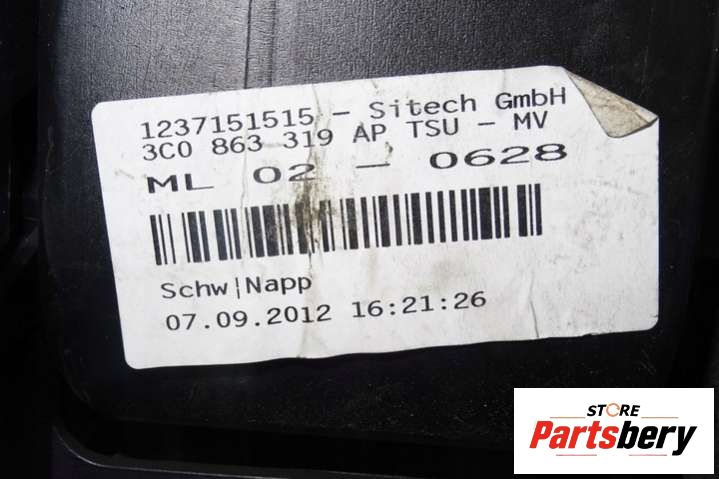 1237151515 - Sitech GmbH
3C0 863 319 AP TSU - MV
ML 02 - 0628
Schw|Napp
07.09.2012 16:21:26
STORE
Partsbery